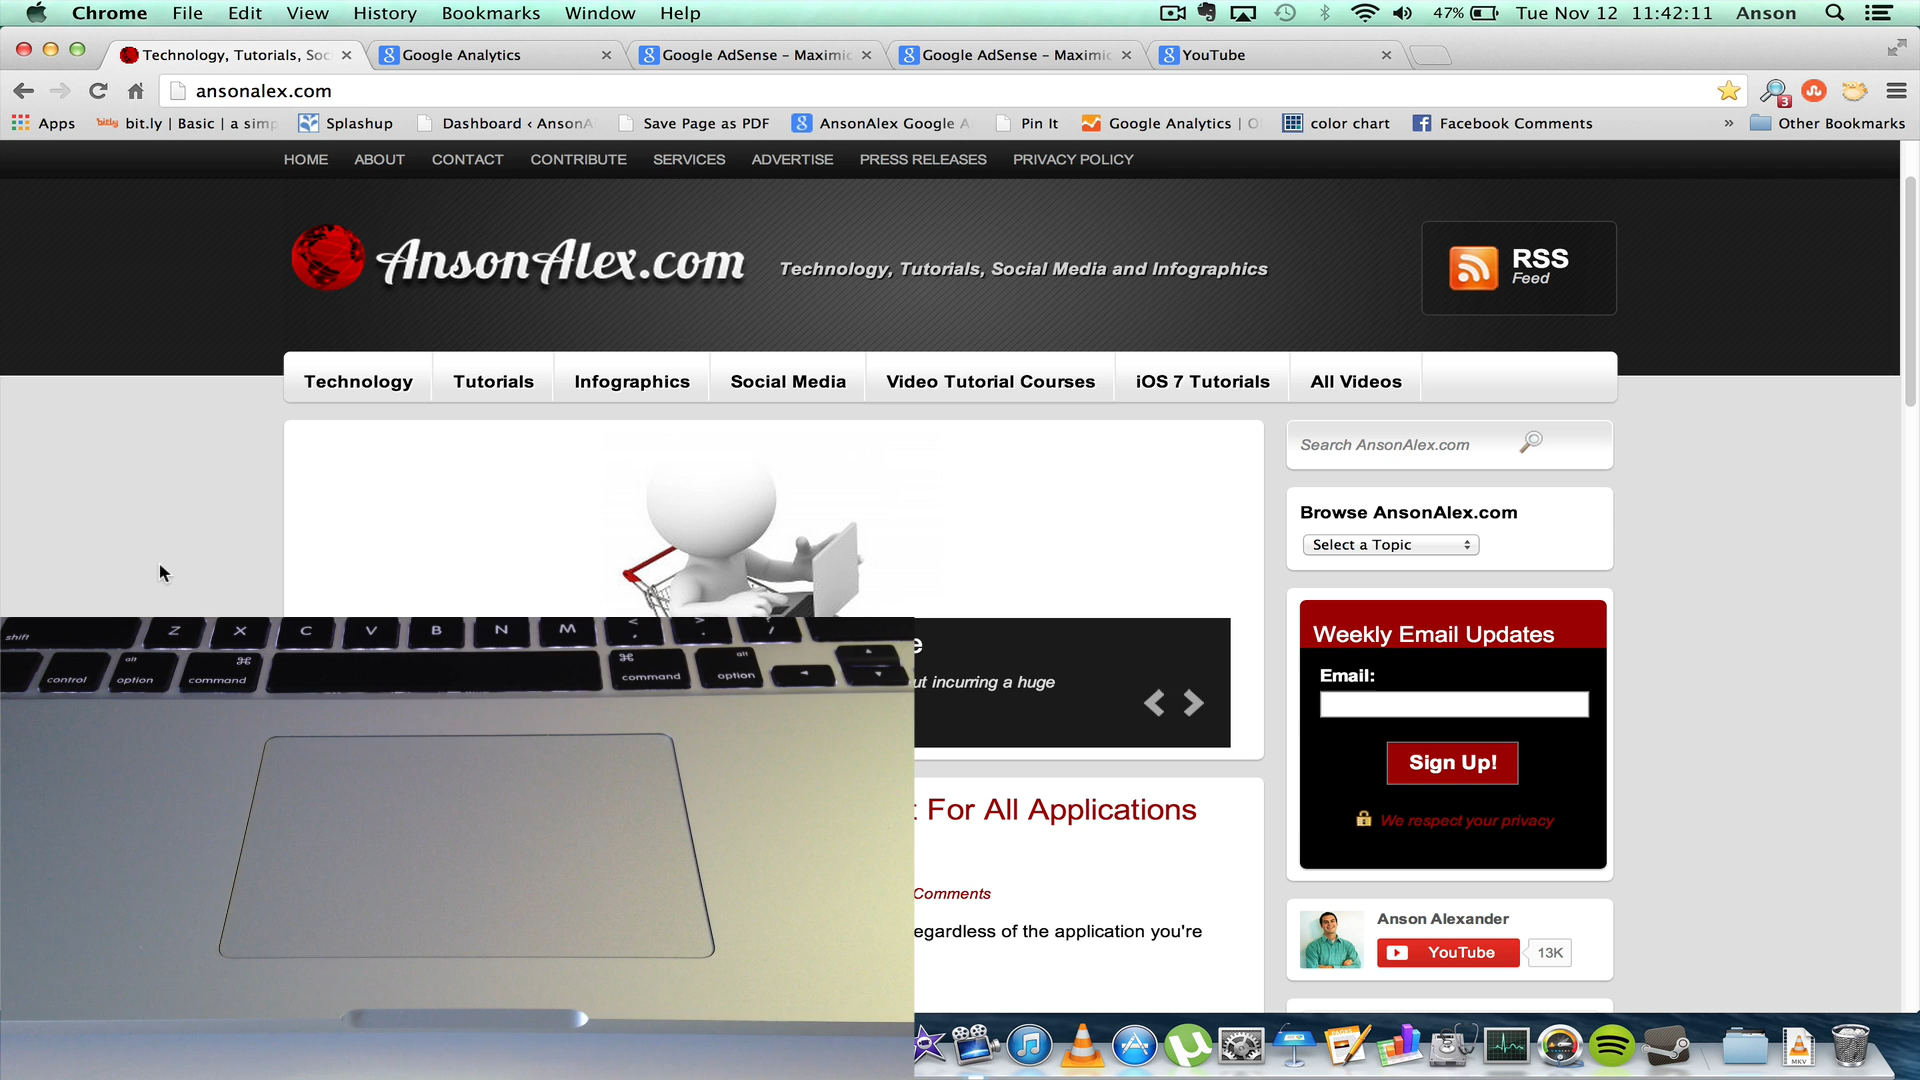 Chrome File Edit View History Bookmarks Window Help 47% Tue Nov 12 11:42:11 Anson
Technology, Tutorials, Soc Google Analytics Google AdSense – Maximi Google AdSense – Maximi YouTube
ansonalex.com 3
Apps bitly bit.ly | Basic | a simp Splashup Dashboard ‹ AnsonA Save Page as PDF AnsonAlex Google A Pin It Google Analytics | O color chart Facebook Comments » Other Bookmarks
HOME ABOUT CONTACT CONTRIBUTE SERVICES ADVERTISE PRESS RELEASES PRIVACY POLICY
AnsonAlex.com Technology, Tutorials, Social Media and Infographics
RSS
Feed
Technology Tutorials Infographics Social Media Video Tutorial Courses iOS 7 Tutorials All Videos
Search AnsonAlex.com
Browse AnsonAlex.com
Select a Topic
Weekly Email Updates
Email:
Sign Up!
We respect your privacy
Anson Alexander
YouTube 13K
e
ut incurring a huge
t For All Applications
Comments
egardless of the application you're
shift Z X C V B N M < , > . /
control alt option ⌘ command ⌘ command alt option
PAGES
MKV